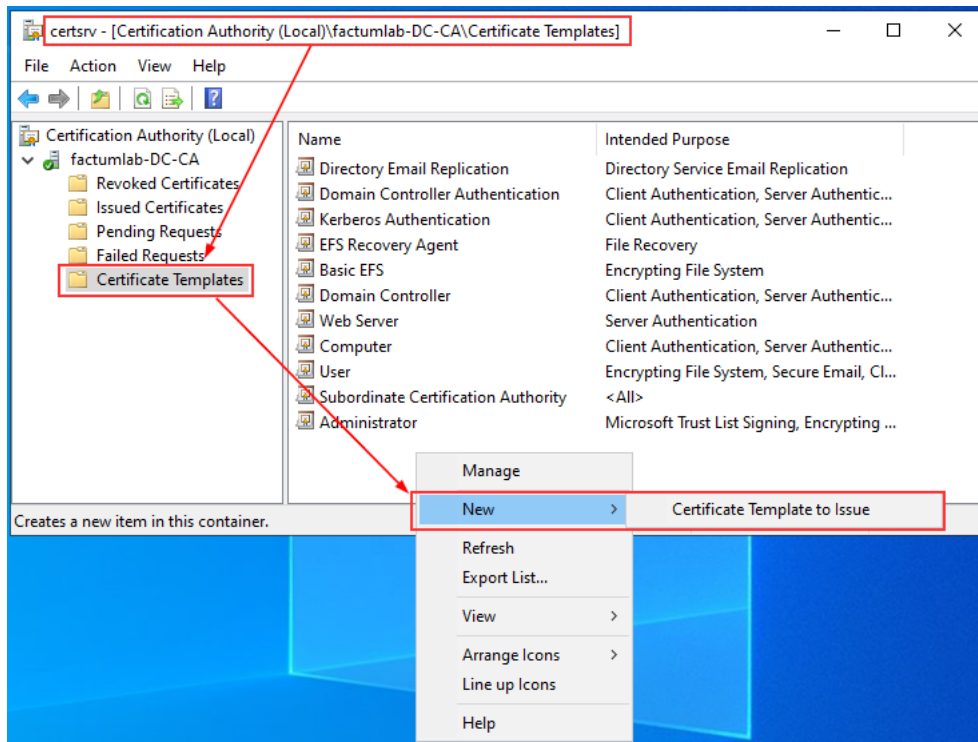 certsrv - [Certification Authority (Local)\factumlab-DC-CA\Certificate Templates]
File Action View Help
Certification Authority (Local)
factumlab-DC-CA
Revoked Certificates
Issued Certificates
Pending Requests
Failed Requests
Certificate Templates
Name Intended Purpose
Directory Email Replication Directory Service Email Replication
Domain Controller Authentication Client Authentication, Server Authentic...
Kerberos Authentication Client Authentication, Server Authentic...
EFS Recovery Agent File Recovery
Basic EFS Encrypting File System
Domain Controller Client Authentication, Server Authentic...
Web Server Server Authentication
Computer Client Authentication, Server Authentic...
User Encrypting File System, Secure Email, Cl...
Subordinate Certification Authority <All>
Administrator Microsoft Trust List Signing, Encrypting ...
Manage
New > Certificate Template to Issue
Refresh
Export List...
View >
Arrange Icons >
Line up Icons
Help
Creates a new item in this container.